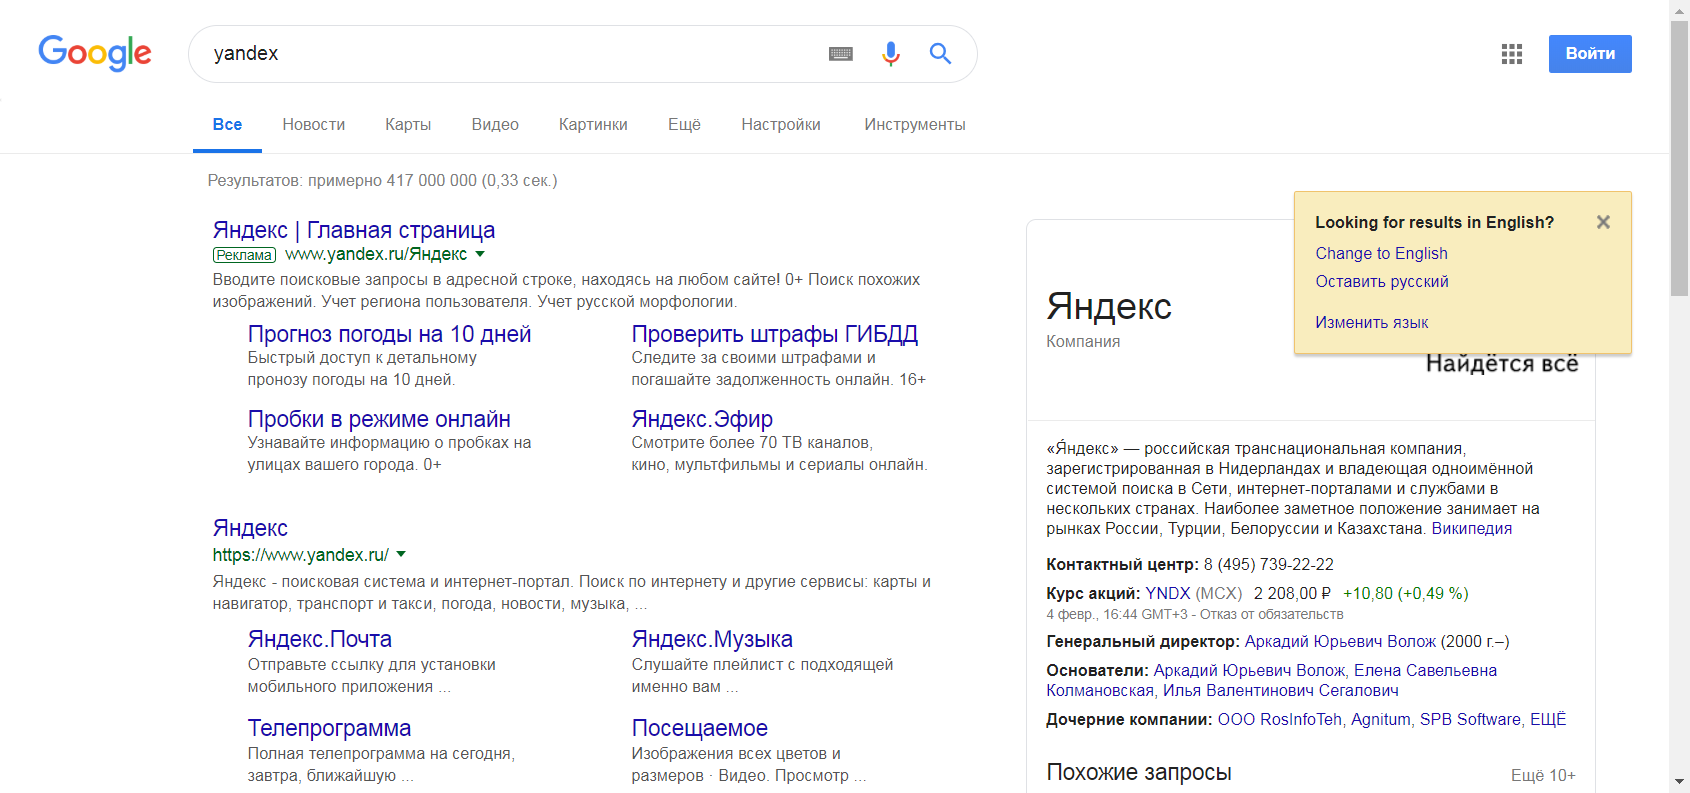 Google
yandex
Войти
Все Новости Карты Видео Картинки Ещё Настройки Инструменты
Результатов: примерно 417 000 000 (0,33 сек.)
Яндекс | Главная страница
Реклама www.yandex.ru/Яндекс
Вводите поисковые запросы в адресной строке, находясь на любом сайте! 0+ Поиск похожих
изображений. Учет региона пользователя. Учет русской морфологии.
Прогноз погоды на 10 дней
Быстрый доступ к детальному
пронозу погоды на 10 дней.
Проверить штрафы ГИБДД
Следите за своими штрафами и
погашайте задолженность онлайн. 16+
Пробки в режиме онлайн
Узнавайте информацию о пробках на
улицах вашего города. 0+
Яндекс.Эфир
Смотрите более 70 ТВ каналов,
кино, мультфильмы и сериалы онлайн.
Яндекс
https://www.yandex.ru/
Яндекс - поисковая система и интернет-портал. Поиск по интернету и другие сервисы: карты и
навигатор, транспорт и такси, погода, новости, музыка, ...
Яндекс.Почта
Отправьте ссылку для установки
мобильного приложения ...
Яндекс.Музыка
Слушайте плейлист с подходящей
именно вам ...
Телепрограмма
Полная телепрограмма на сегодня,
завтра, ближайшую ...
Посещаемое
Изображения всех цветов и
размеров · Видео. Просмотр ...
Looking for results in English?
Change to English
Оставить русский
Изменить язык
Яндекс
Компания
Найдётся всё
«Я́ндекс» — российская транснациональная компания,
зарегистрированная в Нидерландах и владеющая одноимённой
системой поиска в Сети, интернет-порталами и службами в
нескольких странах. Наиболее заметное положение занимает на
рынках России, Турции, Белоруссии и Казахстана. Википедия
Контактный центр: 8 (495) 739-22-22
Курс акций: YNDX (MCX) 2 208,00 ₽ +10,80 (+0,49 %)
4 февр., 16:44 GMT+3 - Отказ от обязательств
Генеральный директор: Аркадий Юрьевич Волож (2000 г.–)
Основатели: Аркадий Юрьевич Волож, Елена Савельевна
Колмановская, Илья Валентинович Сегалович
Дочерние компании: ООО RosInfoTeh, Agnitum, SPB Software, ЕЩЁ
Похожие запросы Ещё 10+